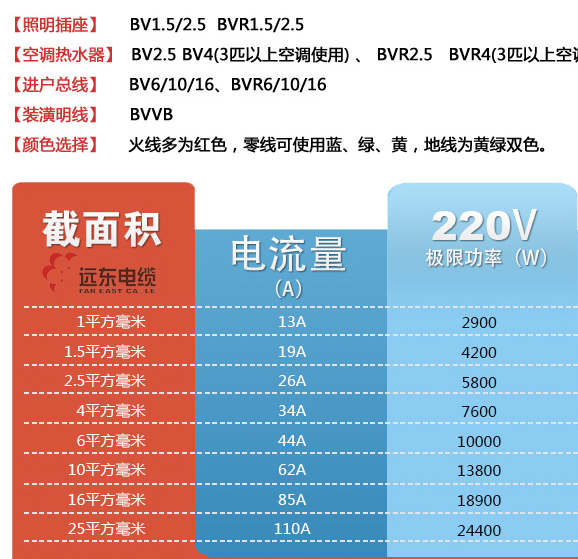 【照明插座】 BV1.5/2.5 BVR1.5/2.5
【空调热水器】 BV2.5 BV4(3匹以上空调使用) 、 BVR2.5 BVR4(3匹以上空
【进户总线】 BV6/10/16、BVR6/10/16
【装潢明线】 BVVB
【颜色选择】 火线多为红色，零线可使用蓝、绿、黄，地线为黄绿双色。
截面积 电流量 (A) 220V 极限功率（W）
远东电缆
FAR EAST CA LE
1平方毫米 13A 2900
1.5平方毫米 19A 4200
2.5平方毫米 26A 5800
4平方毫米 34A 7600
6平方毫米 44A 10000
10平方毫米 62A 13800
16平方毫米 85A 18900
25平方毫米 110A 24400